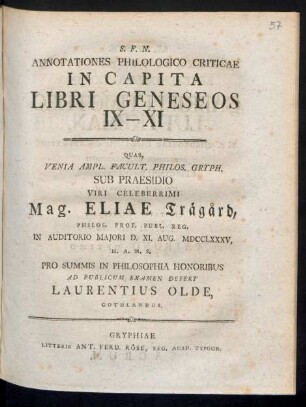 57
S. F. N.
ANNOTATIONES PHILOLOGICO CRITICAE
IN CAPITA
LIBRI GENESEOS
IX—XI
QUAS,
VENIA AMPL. FACULT. PHILOS. GRYPH.
SUB PRAESIDIO
VIRI CELEBERRIMI
Mag. ELIAE Trägård,
PHILOS. PROF. PUBL. REG.
IN AUDITORIO MAJORI D. XI. AUG. MDCCLXXXV.
H. A. M. S.
PRO SUMMIS IN PHILOSOPHIA HONORIBUS
AD PUBLICUM EXAMEN DEFERT
LAURENTIUS OLDE,
GOTHLANDUS.
GRYPHIAE
LITTERIS ANT. FERD. RÖSE, REG. ACAD. TYPOGR.